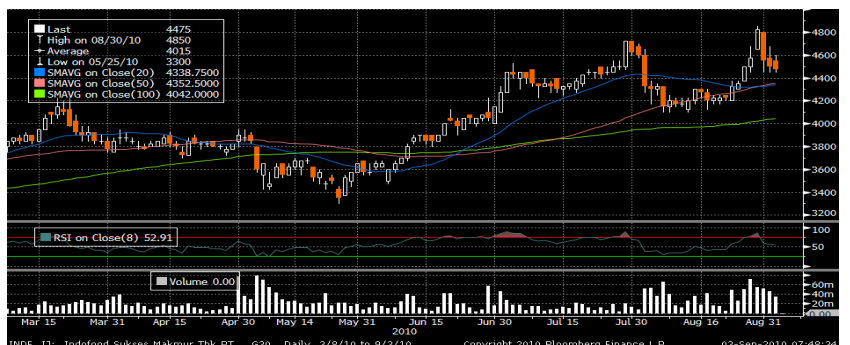 Last 4475
High on 08/30/10 4850
Average 4015
Low on 05/25/10 3300
SMAVG on Close(20) 4338.7500
SMAVG on Close(50) 4352.5000
SMAVG on Close(100) 4042.0000
4800
4600
4400
4200
4000
3800
3600
3400
3200
RSI on Close(8) 52.91
100
50
Volume 0.00
60m
40m
20m
0.00
Mar 15 Mar 31 Apr 15 Apr 30 May 14 May 31 Jun 15 Jun 30 Jul 15 Jul 30 Aug 16 Aug 31
2010
INDF IJ: Indofood Sukses Makmur Tbk PT G20 Daily 3/8/10 to 9/3/10 Copyright 2010 Bloomberg Finance L.P. 03-Sep-2010 07:48:24